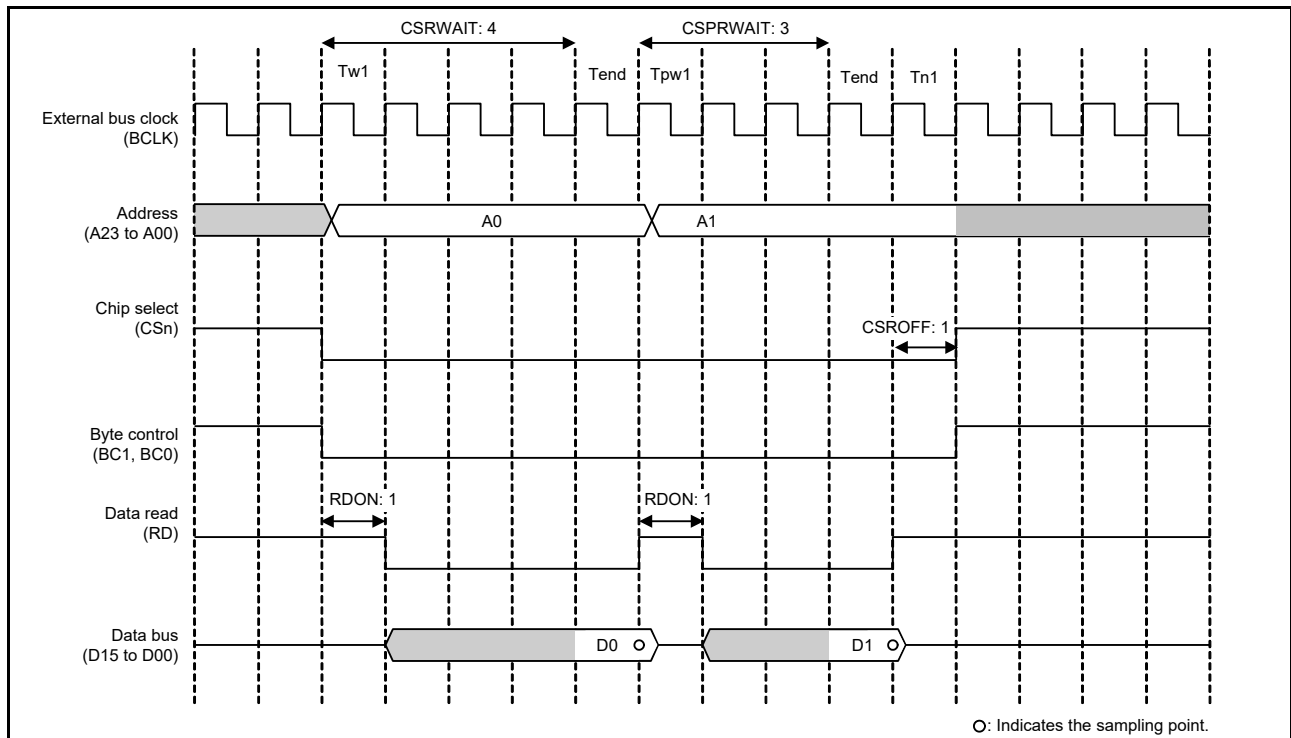 CSRWAIT: 4
CSPRWAIT: 3
Tw1
Tend
Tpw1
Tend
Tn1
External bus clock
(BCLK)
Address
(A23 to A00)
A0
A1
Chip select
(CSn)
CSROFF: 1
Byte control
(BC1, BC0)
RDON: 1
RDON: 1
Data read
(RD)
Data bus
(D15 to D00)
D0
D1
: Indicates the sampling point.